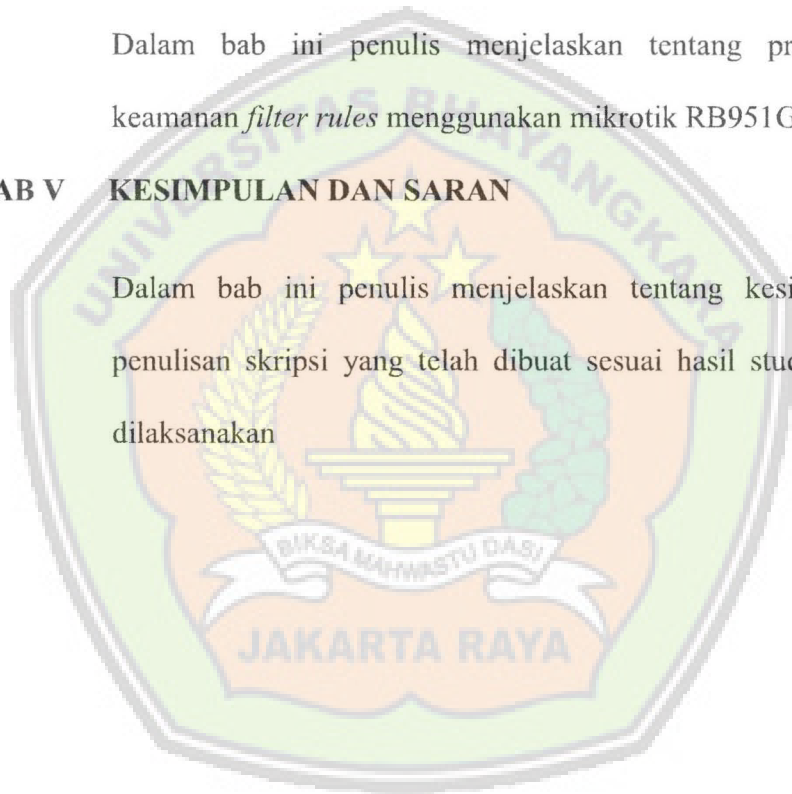 Dalam bab ini penulis menjelaskan tentang pr
keamanan filter rules menggunakan mikrotik RB951G
AB V KESIMPULAN DAN SARAN
Dalam bab ini penulis menjelaskan tentang kesi
penulisan skripsi yang telah dibuat sesuai hasil stud
dilaksanakan
UNIVERSITAS BHAYANGKARA
BIKSA MAHWASTU DASI
JAKARTA RAYA